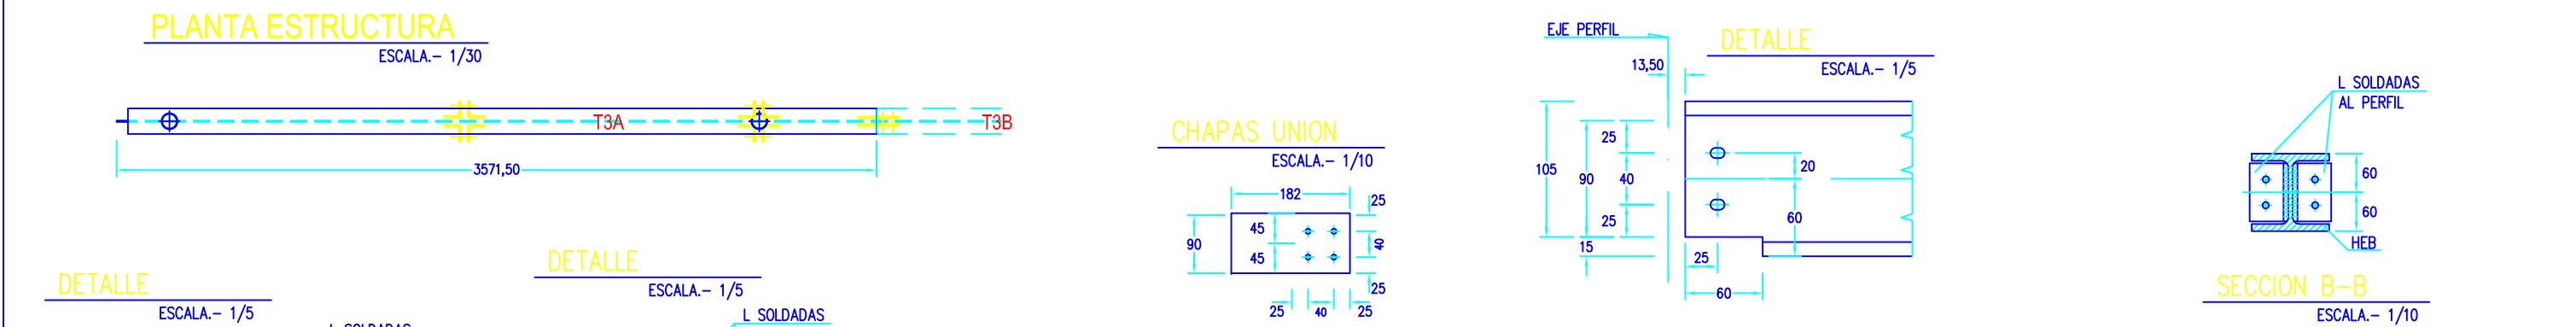 PLANTA ESTRUCTURA
ESCALA.- 1/30
T3A
T3B
3571,50
DETALLE
ESCALA.- 1/5
L SOLDADAS
DETALLE
ESCALA.- 1/5
L SOLDADAS
CHAPAS UNION
ESCALA.- 1/10
182
25
90
45
45
40
25
25
40
25
EJE PERFIL
DETALLE
13,50
ESCALA.- 1/5
25
105
90
40
20
25
60
15
25
60
L SOLDADAS
AL PERFIL
60
60
HEB
SECCION B-B
ESCALA.- 1/10